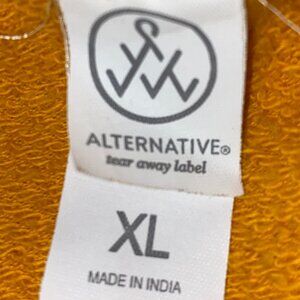 ALTERNATIVE®
tear away label
XL
MADE IN INDIA